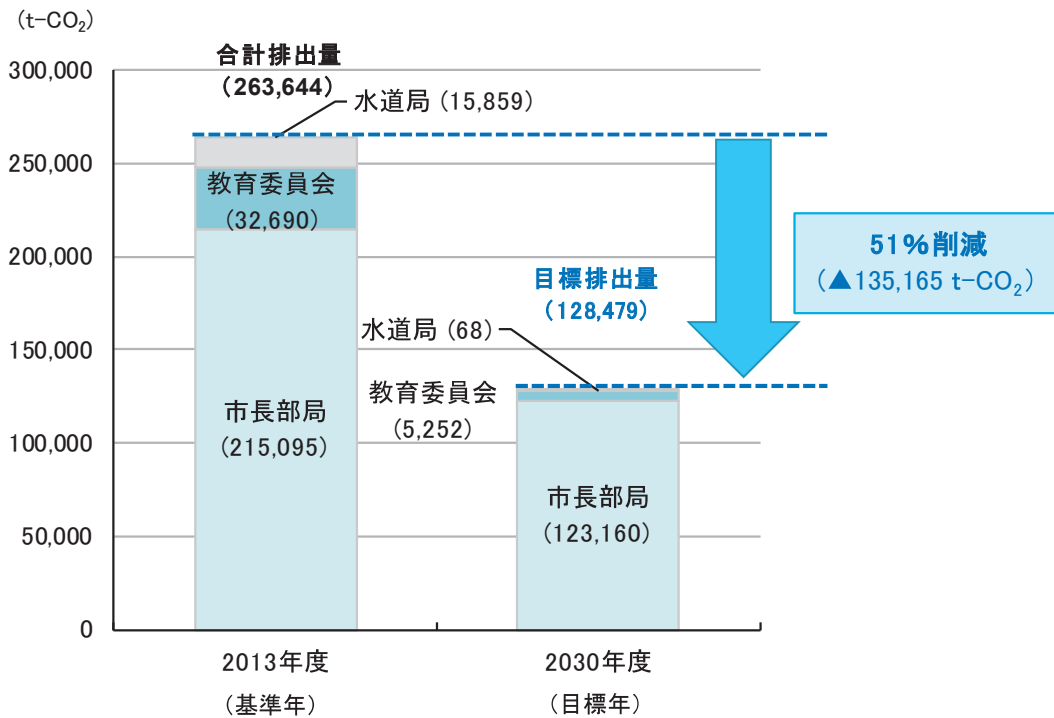 (t-CO₂)
合計排出量
（263,644）
水道局 (15,859)
300,000
250,000
200,000
150,000
100,000
50,000
0
教育委員会
(32,690)
市長部局
(215,095)
目標排出量
（128,479）
水道局 (68)
教育委員会
(5,252)
市長部局
(123,160)
51%削減
(▲135,165 t-CO₂)
2013年度
(基準年)
2030年度
(目標年)